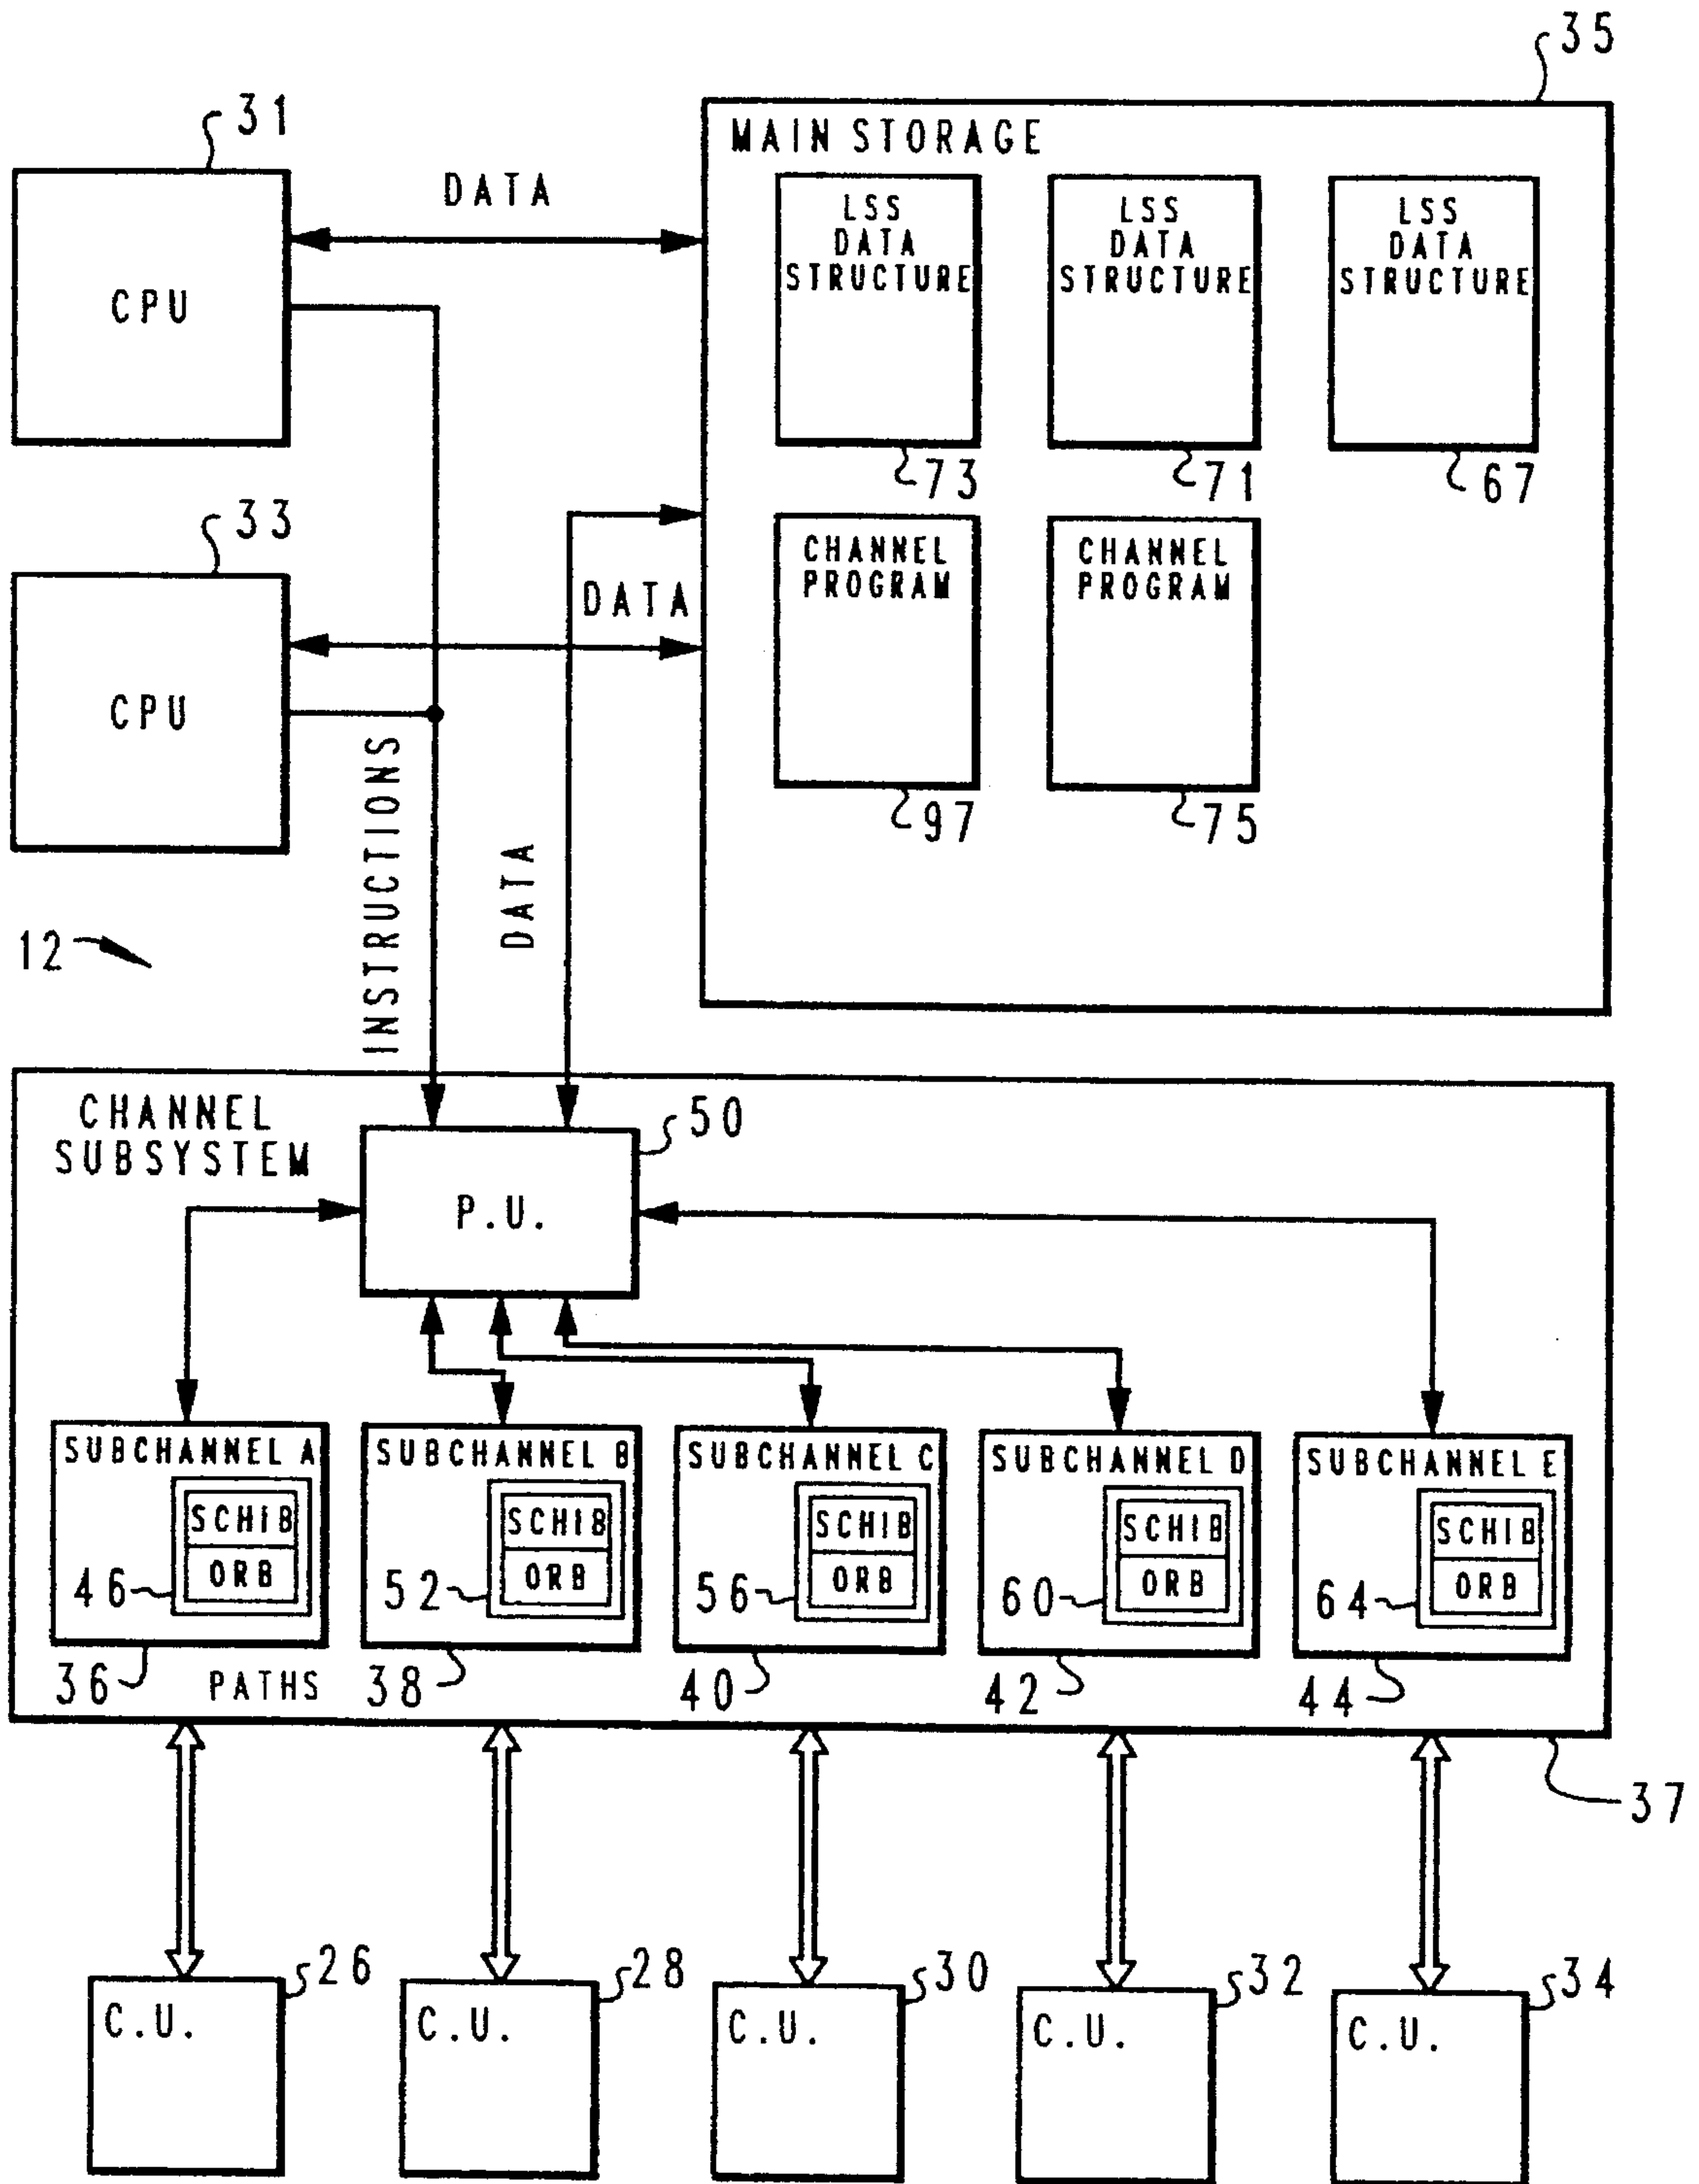 35
31
MAIN STORAGE
DATA
CPU
LSS
DATA
STRUCTURE
73
LSS
DATA
STRUCTURE
71
LSS
DATA
STRUCTURE
67
33
CPU
DATA
CHANNEL
PROGRAM
97
CHANNEL
PROGRAM
75
INSTRUCTIONS
DATA
12
CHANNEL
SUBSYSTEM
50
P.U.
SUBCHANNEL A
SCHIB
ORB
46
36
SUBCHANNEL B
SCHIB
ORB
52
38
SUBCHANNEL C
SCHIB
ORB
56
40
SUBCHANNEL D
SCHIB
ORB
60
42
SUBCHANNEL E
SCHIB
ORB
64
44
PATHS
37
26
C.U.
28
C.U.
30
C.U.
32
C.U.
34
C.U.